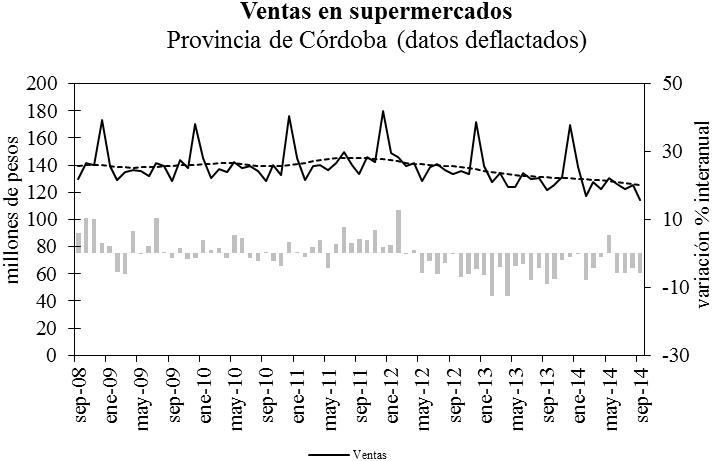 Ventas en supermercados
Provincia de Córdoba (datos deflactados)
200
180
160
140
120
100
80
60
40
20
0
millones de pesos
50
30
10
-10
-30
variación % interanual
sep-08
ene-09
may-09
sep-09
ene-10
may-10
sep-10
ene-11
may-11
sep-11
ene-12
may-12
sep-12
ene-13
may-13
sep-13
ene-14
may-14
sep-14
Ventas